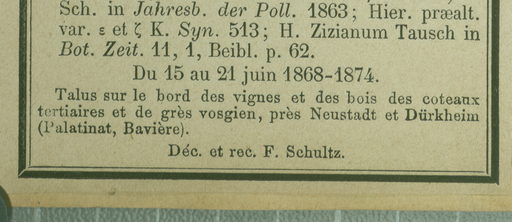 Sch. in Jahresb. der Poll. 1863; Hier. præalt.
var. ε et ζ K. Syn. 513; H. Zizianum Tausch in
Bot. Zeit. 11, 1, Beibl. p. 62.
Du 15 au 21 juin 1868-1874.
Talus sur le bord des vignes et des bois des coteaux
tertiaires et de grès vosgien, près Neustadt et Dürkheim
(Palatinat, Bavière).
Déc. et rec. F. Schultz.